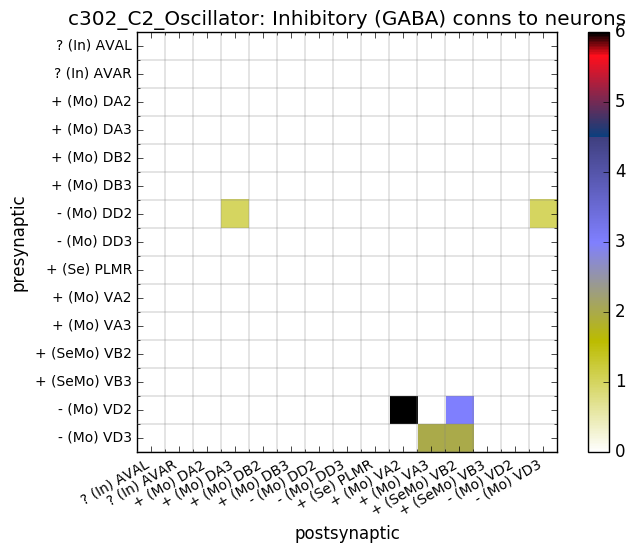 c302_C2_Oscillator: Inhibitory (GABA) conns to neurons
presynaptic
? (In) AVAL
? (In) AVAR
+ (Mo) DA2
+ (Mo) DA3
+ (Mo) DB2
+ (Mo) DB3
- (Mo) DD2
- (Mo) DD3
+ (Se) PLMR
+ (Mo) VA2
+ (Mo) VA3
+ (SeMo) VB2
+ (SeMo) VB3
- (Mo) VD2
- (Mo) VD3
? (In) AVAL
? (In) AVAR
+ (Mo) DA2
+ (Mo) DA3
+ (Mo) DB2
+ (Mo) DB3
- (Mo) DD2
- (Mo) DD3
+ (Se) PLMR
+ (Mo) VA2
+ (Mo) VA3
+ (SeMo) VB2
+ (SeMo) VB3
- (Mo) VD2
- (Mo) VD3
postsynaptic
6
5
4
3
2
1
0